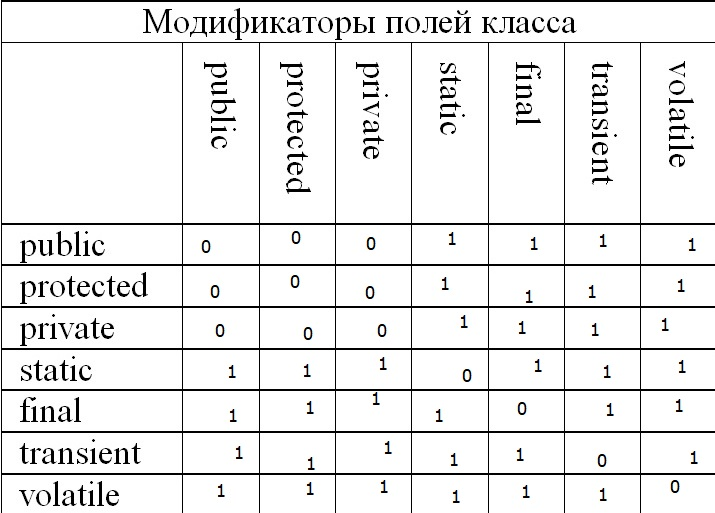 Модификаторы полей класса
public protected private static final transient volatile
public 0 0 0 1 1 1 1
protected 0 0 0 1 1 1 1
private 0 0 0 1 1 1 1
static 1 1 1 0 1 1 1
final 1 1 1 1 0 1 1
transient 1 1 1 1 1 0 1
volatile 1 1 1 1 1 1 0